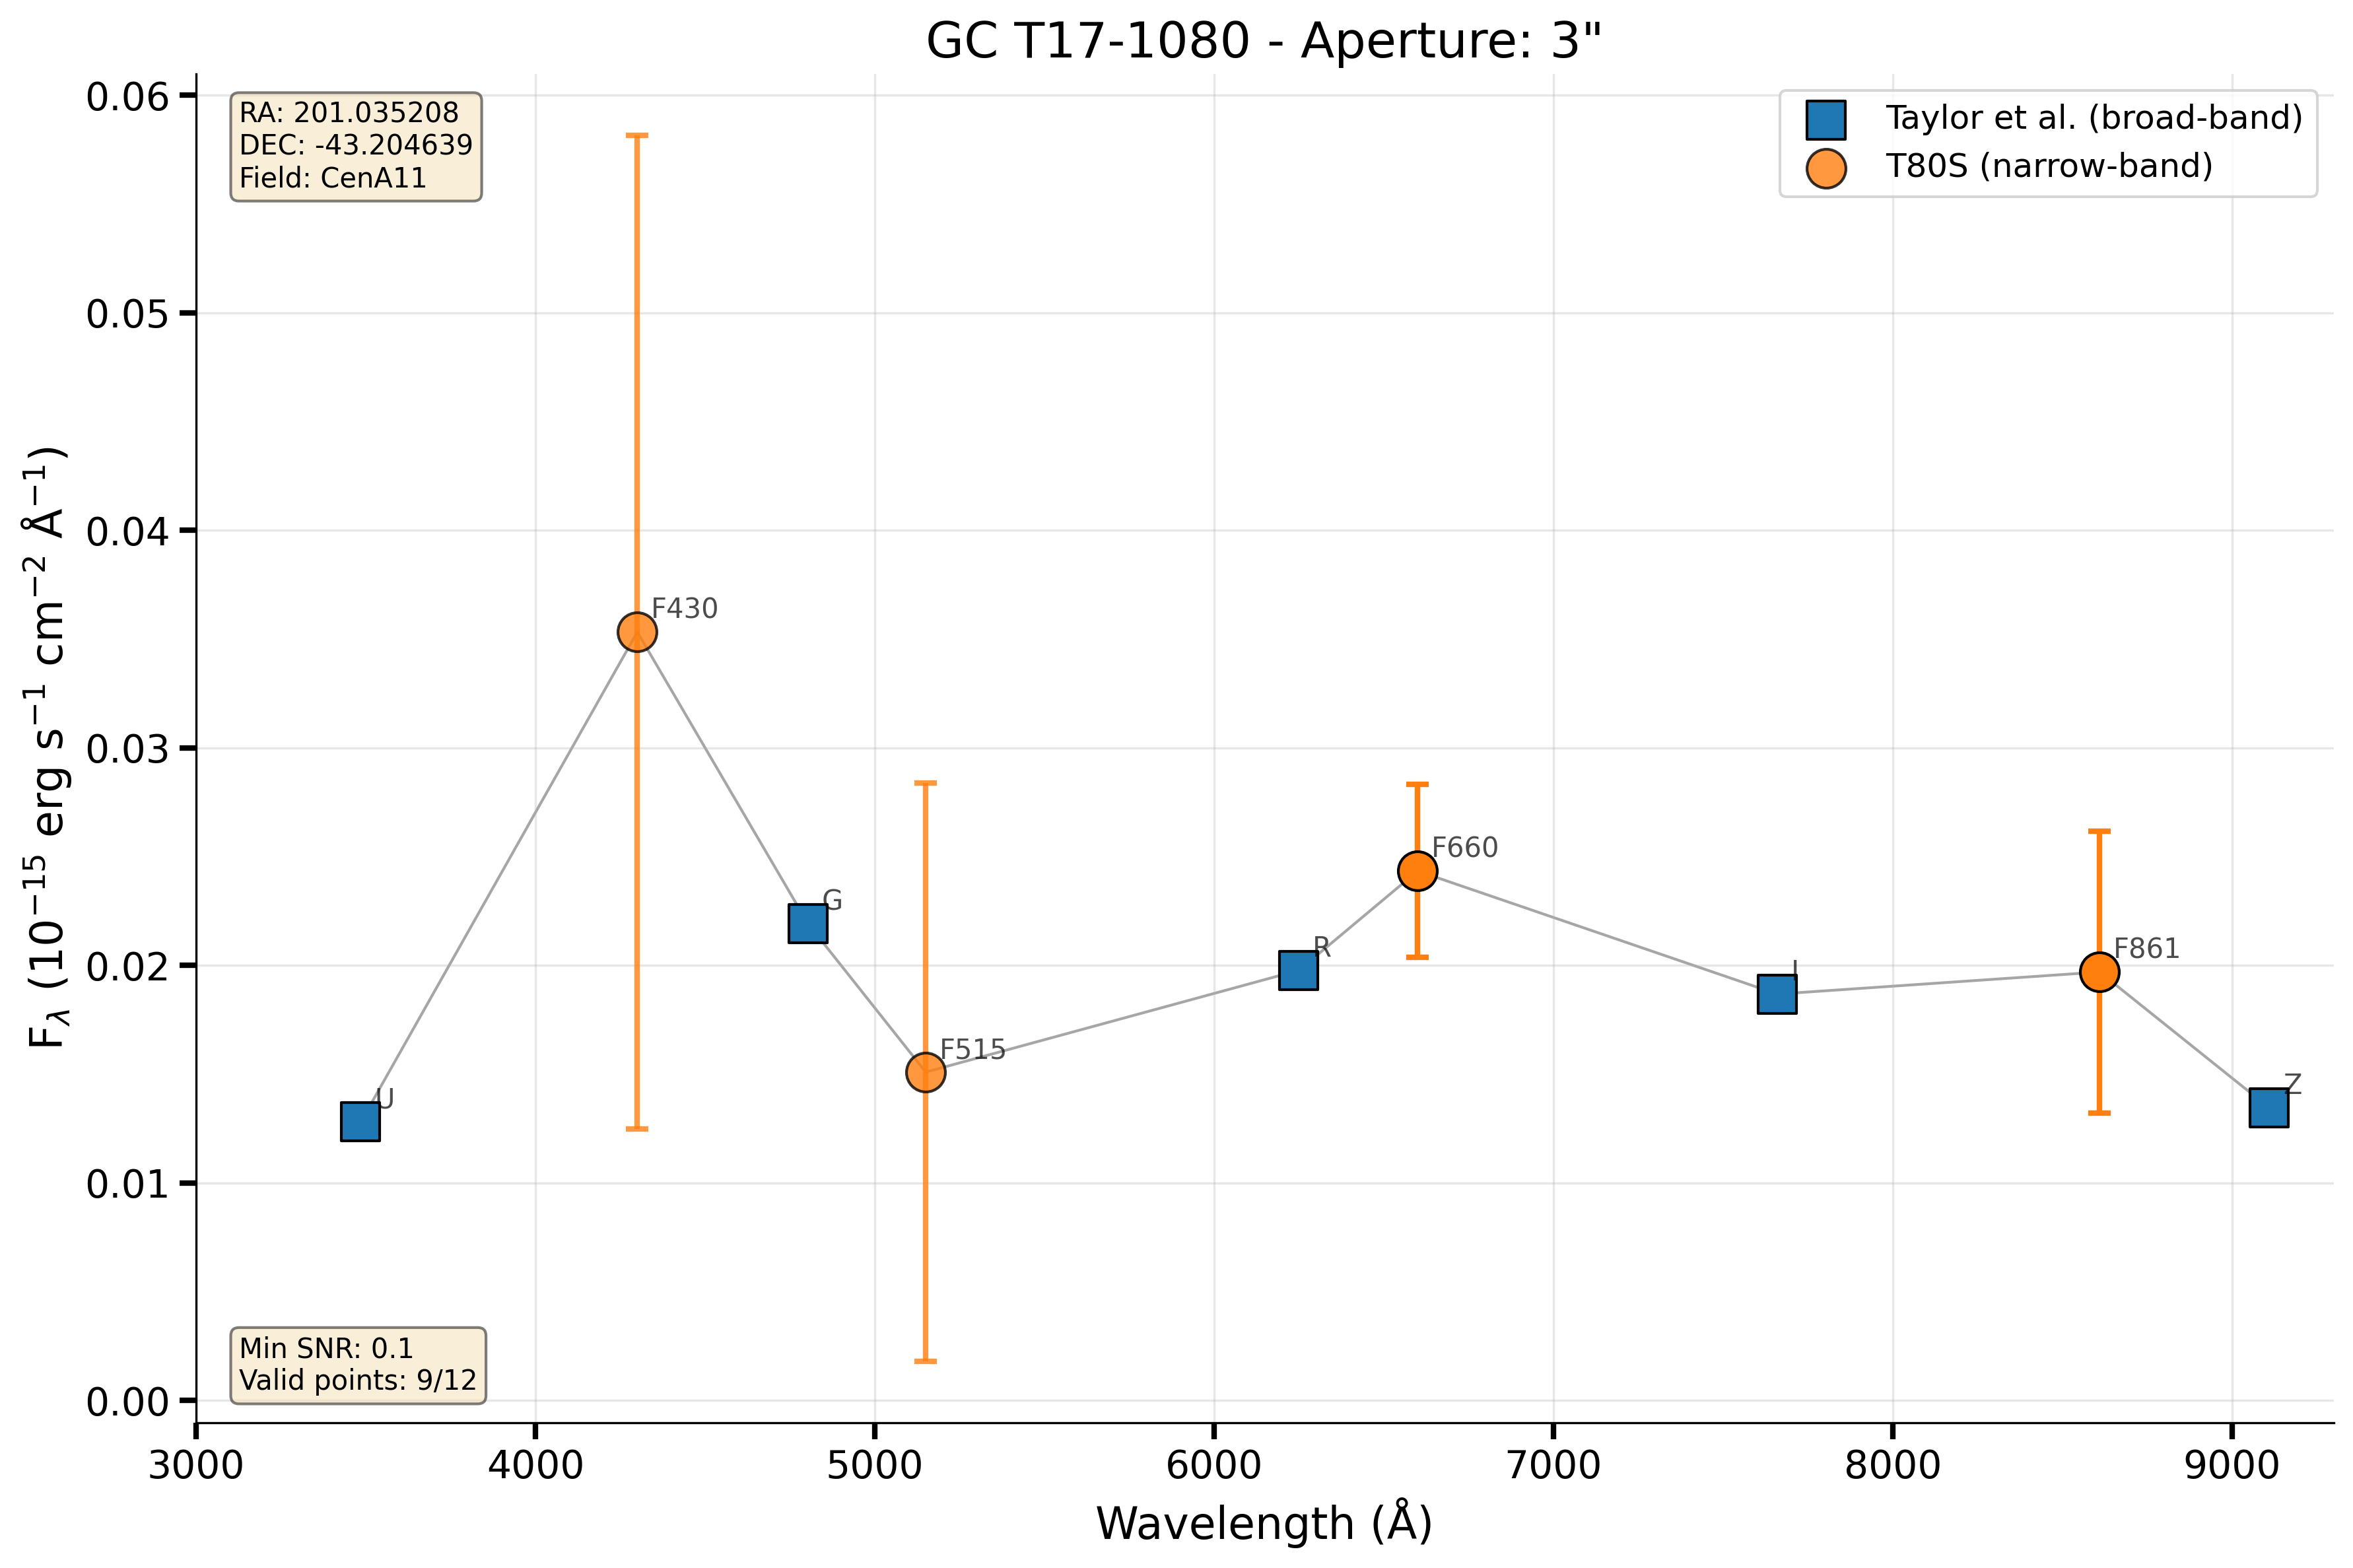 GC T17-1080 - Aperture: 3"
RA: 201.035208
DEC: -43.204639
Field: CenA11
Taylor et al. (broad-band)
T80S (narrow-band)
0.06
0.05
0.04
0.03
0.02
0.01
0.00
F_λ (10⁻¹⁵ erg s⁻¹ cm⁻² Å⁻¹)
U
F430
G
F515
R
F660
I
F861
Z
Min SNR: 0.1
Valid points: 9/12
3000 4000 5000 6000 7000 8000 9000
Wavelength (Å)